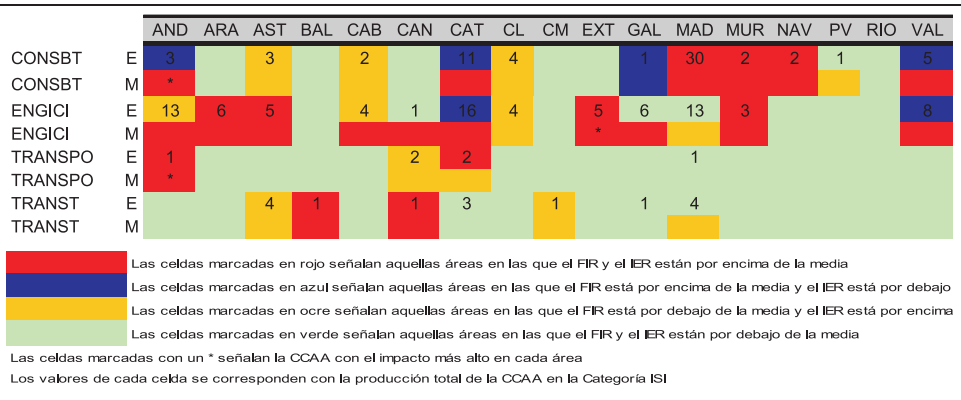 AND ARA AST BAL CAB CAN CAT CL CM EXT GAL MAD MUR NAV PV RIO VAL
CONSBT E 3 3 2 11 4 1 30 2 2 1 5
CONSBT M *
ENGICI E 13 6 5 4 1 16 4 5 6 13 3 8
ENGICI M *
TRANSPO E 1 2 2 1
TRANSPO M *
TRANST E 4 1 1 3 1 1 4
TRANST M
Las celdas marcadas en rojo señalan aquellas áreas en las que el FIR y el IER están por encima de la media
Las celdas marcadas en azul señalan aquellas áreas en las que el FIR está por encima de la media y el IER está por debajo
Las celdas marcadas en ocre señalan aquellas áreas en las que el FIR está por debajo de la media y el IER está por encima
Las celdas marcadas en verde señalan aquellas áreas en las que el FIR y el IER están por debajo de la media
Las celdas marcadas con un * señalan la CCAA con el impacto más alto en cada área
Los valores de cada celda se corresponden con la producción total de la CCAA en la Categoría ISI